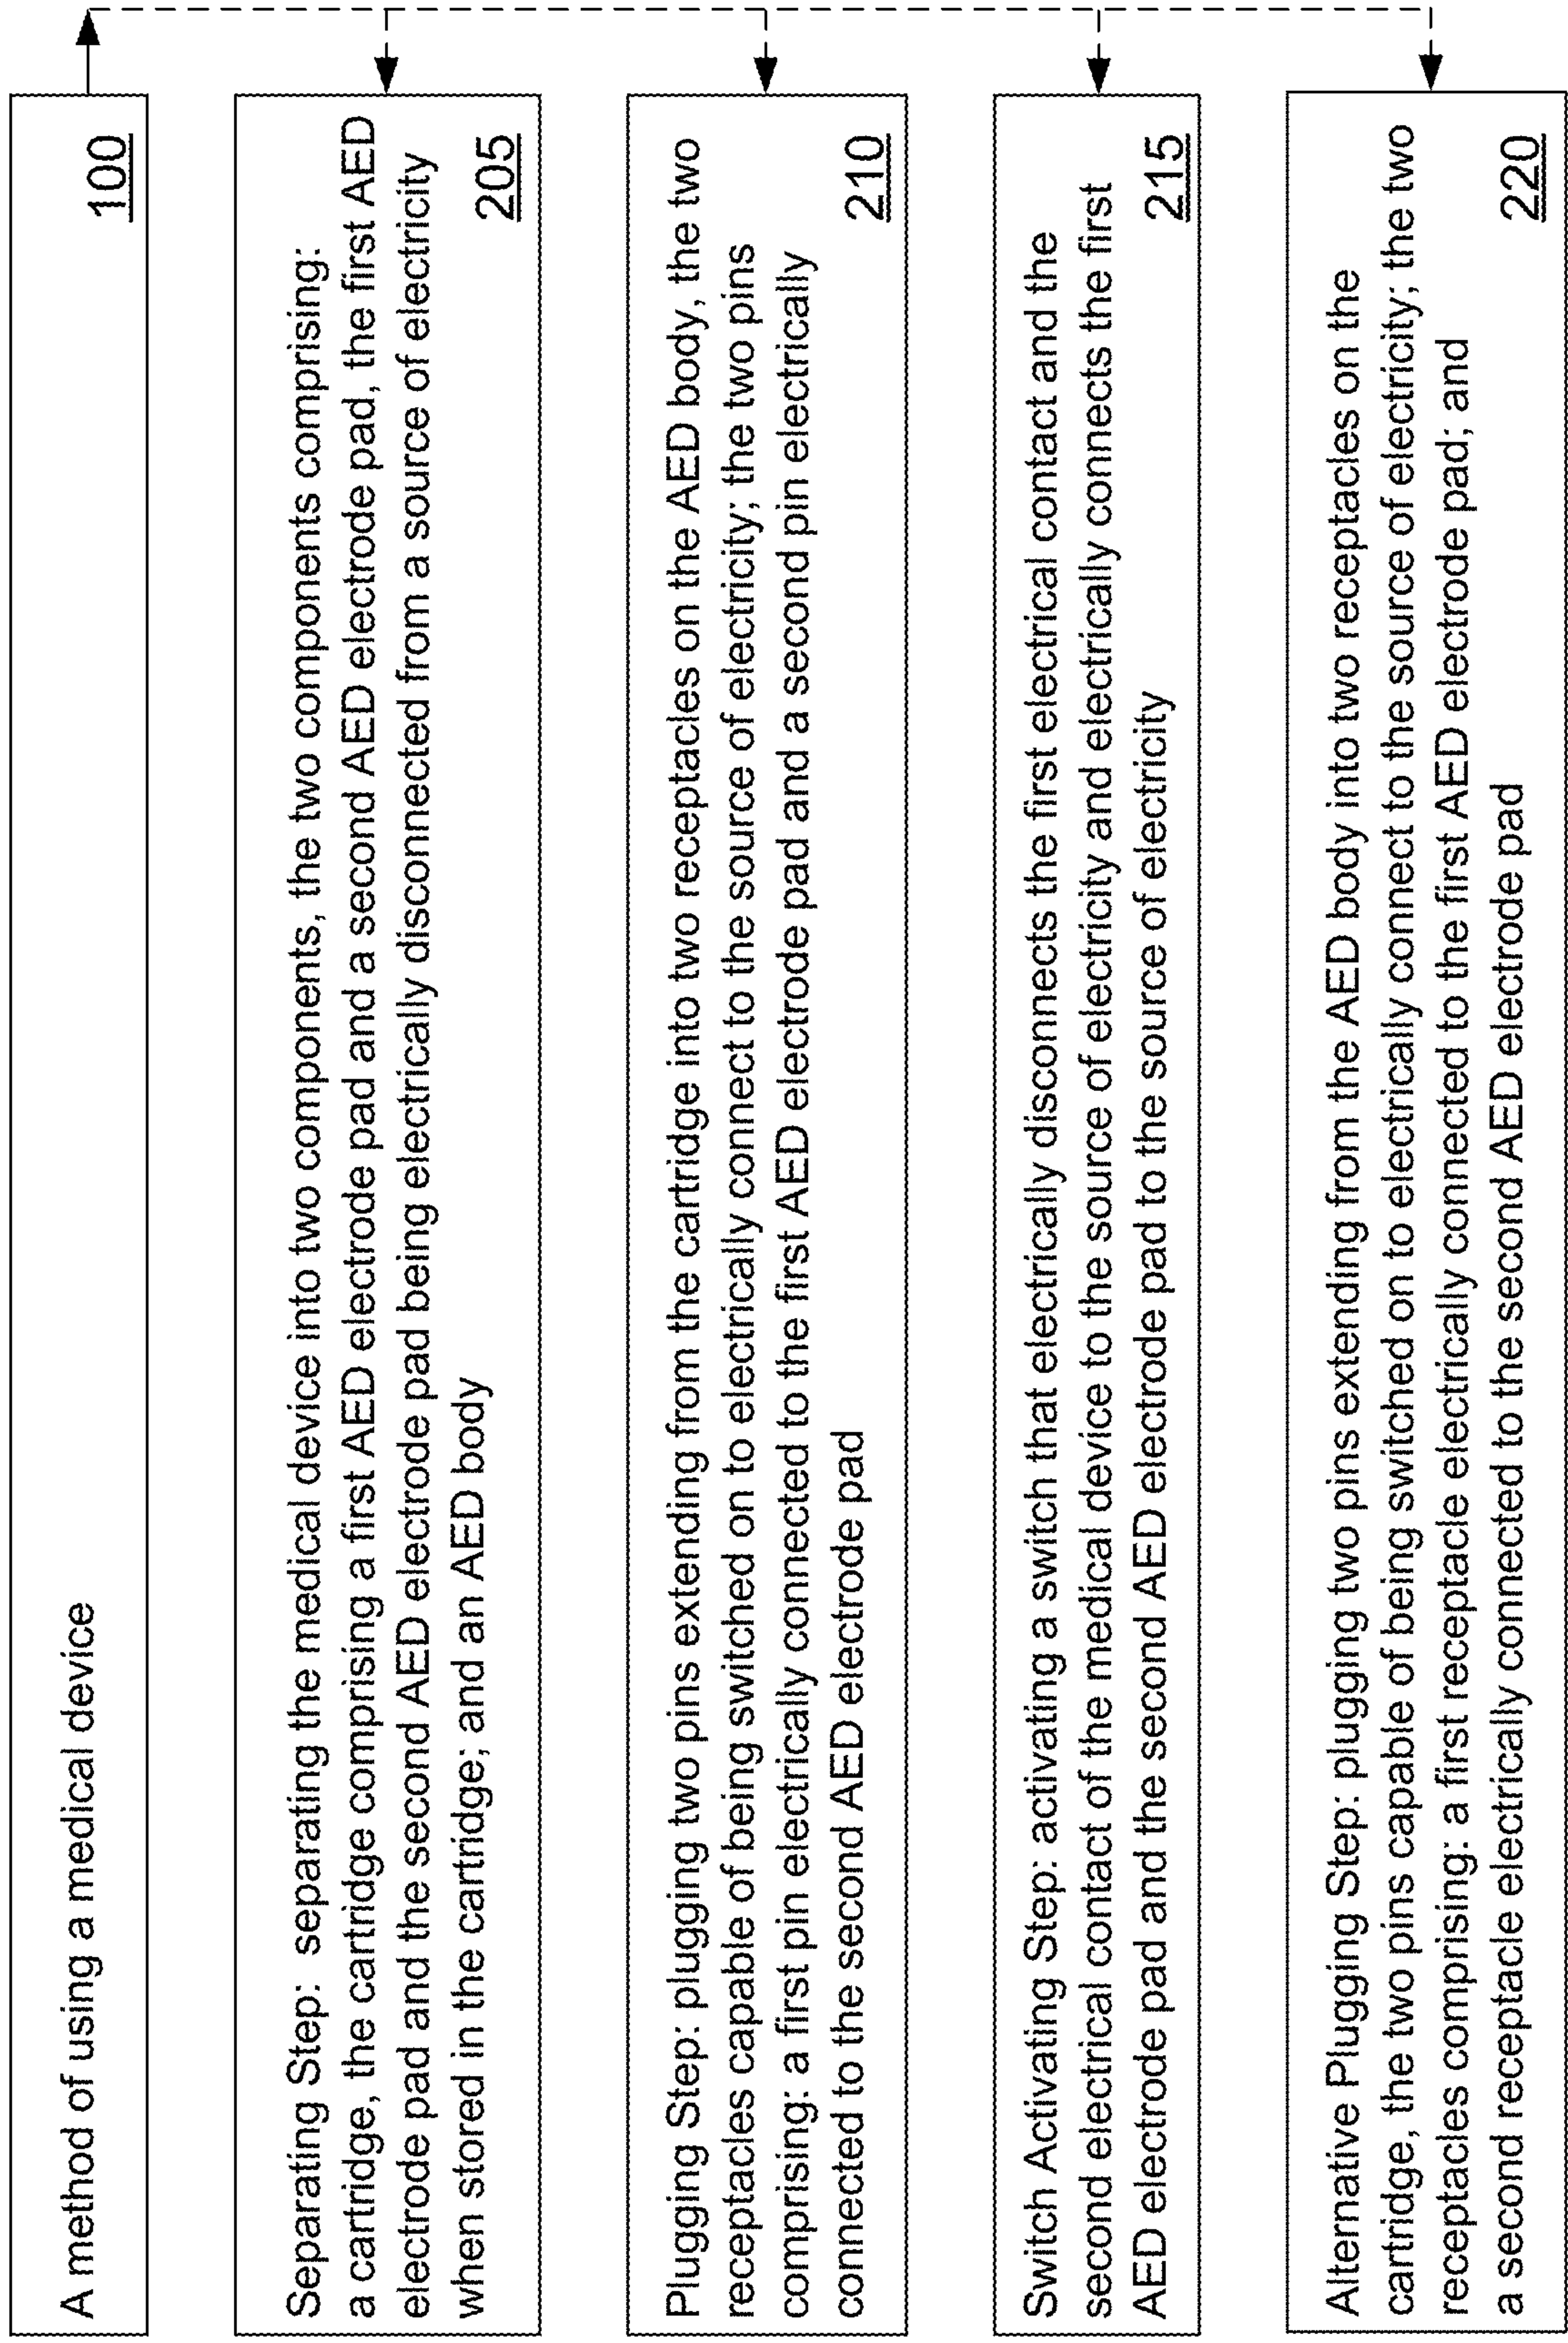 A method of using a medical device
100
Separating Step: separating the medical device into two components, the two components comprising:
a cartridge, the cartridge comprising a first AED electrode pad and a second AED electrode pad, the first AED
electrode pad and the second AED electrode pad being electrically disconnected from a source of electricity
when stored in the cartridge; and an AED body
205
Plugging Step: plugging two pins extending from the cartridge into two receptacles on the AED body, the two
receptacles capable of being switched on to electrically connect to the source of electricity; the two pins
comprising: a first pin electrically connected to the first AED electrode pad and a second pin electrically
connected to the second AED electrode pad
210
Switch Activating Step: activating a switch that electrically disconnects the first electrical contact and the
second electrical contact of the medical device to the source of electricity and electrically connects the first
AED electrode pad and the second AED electrode pad to the source of electricity
215
Alternative Plugging Step: plugging two pins extending from the AED body into two receptacles on the
cartridge, the two pins capable of being switched on to electrically connect to the source of electricity; the two
receptacles comprising: a first receptacle electrically connected to the first AED electrode pad; and
a second receptacle electrically connected to the second AED electrode pad
220